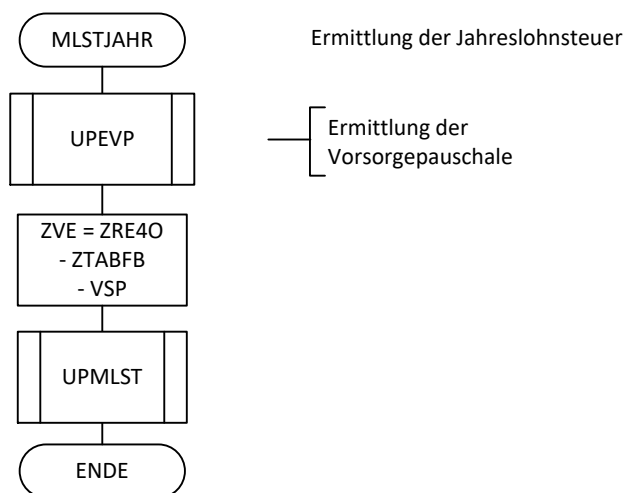 MLSTJAHR
Ermittlung der Jahreslohnsteuer
UPEVP
Ermittlung der
Vorsorgepauschale
ZVE = ZRE4O
- ZTABFB
- VSP
UPMLST
ENDE